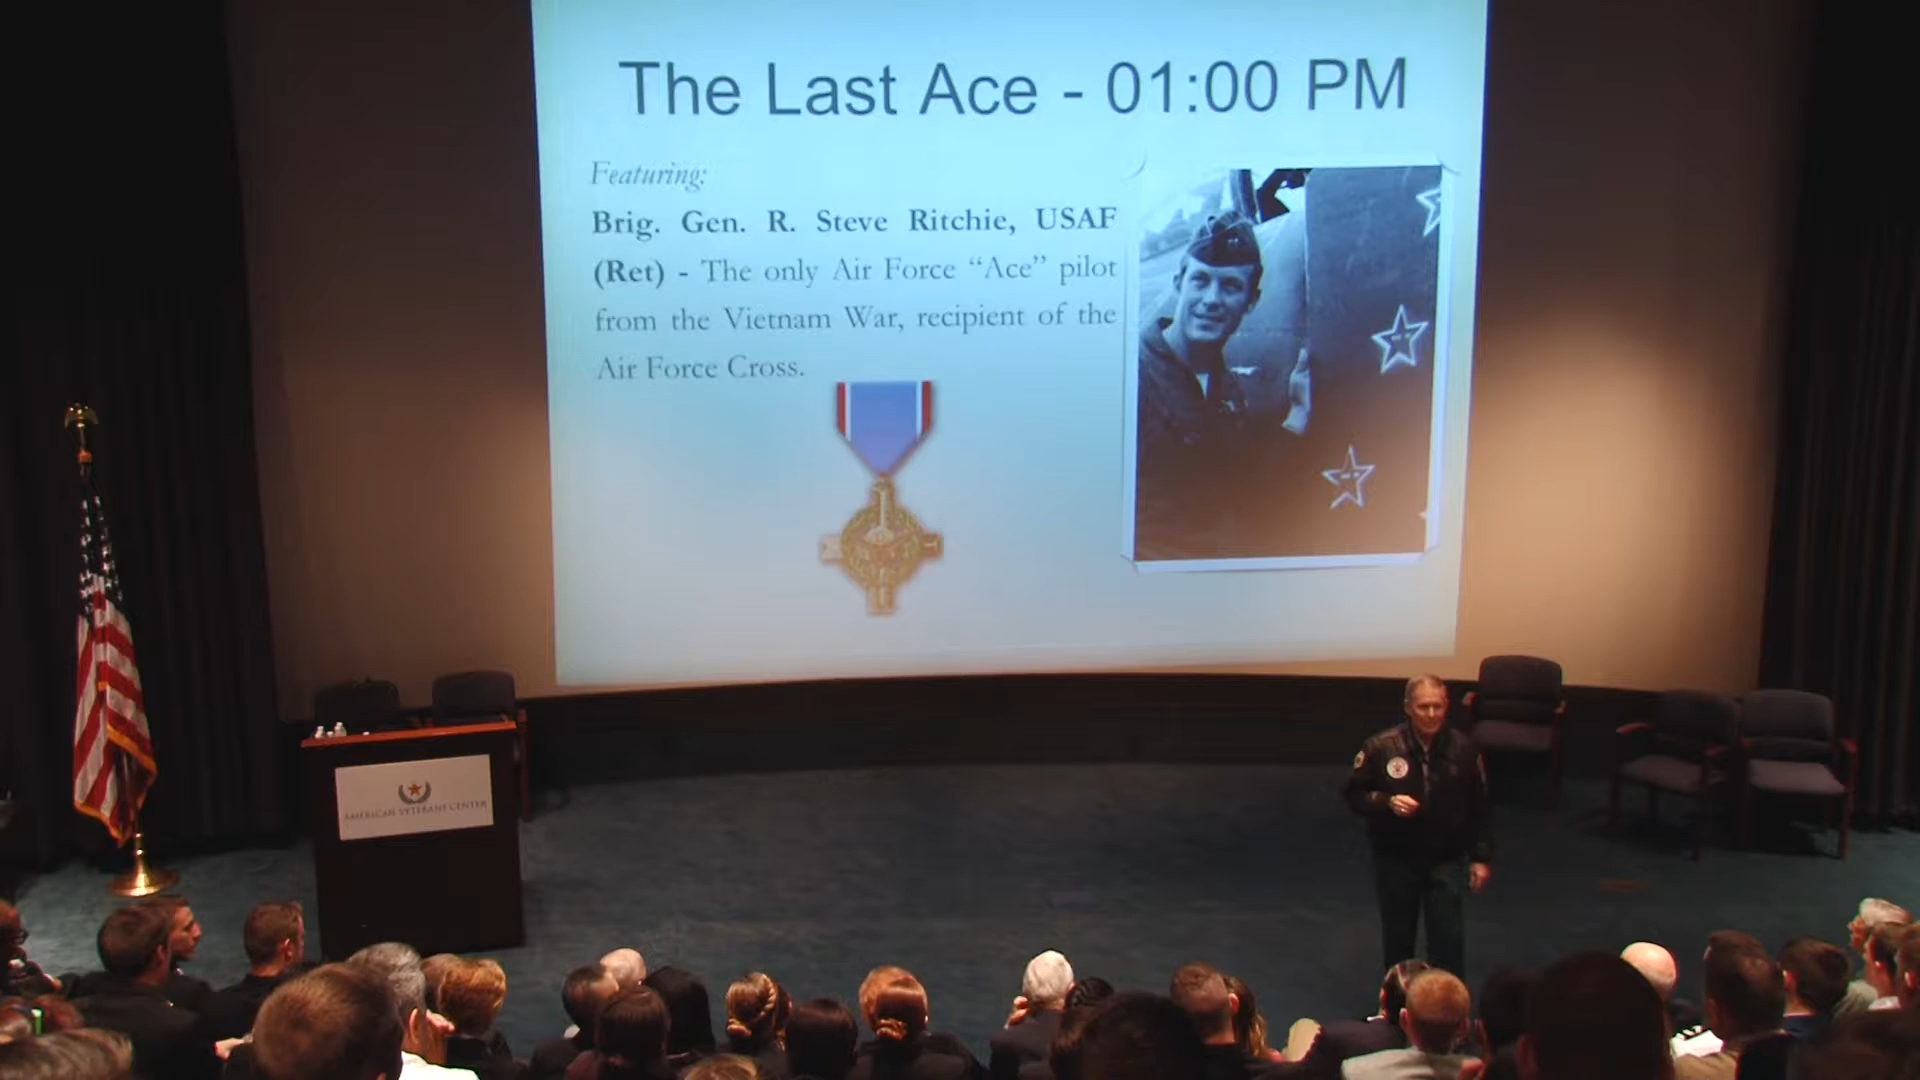 The Last Ace - 01:00 PM
Featuring:
Brig. Gen. R. Steve Ritchie, USAF
(Ret) - The only Air Force “Ace” pilot
from the Vietnam War, recipient of the
Air Force Cross.
AMERICAN VETERANS CENTER